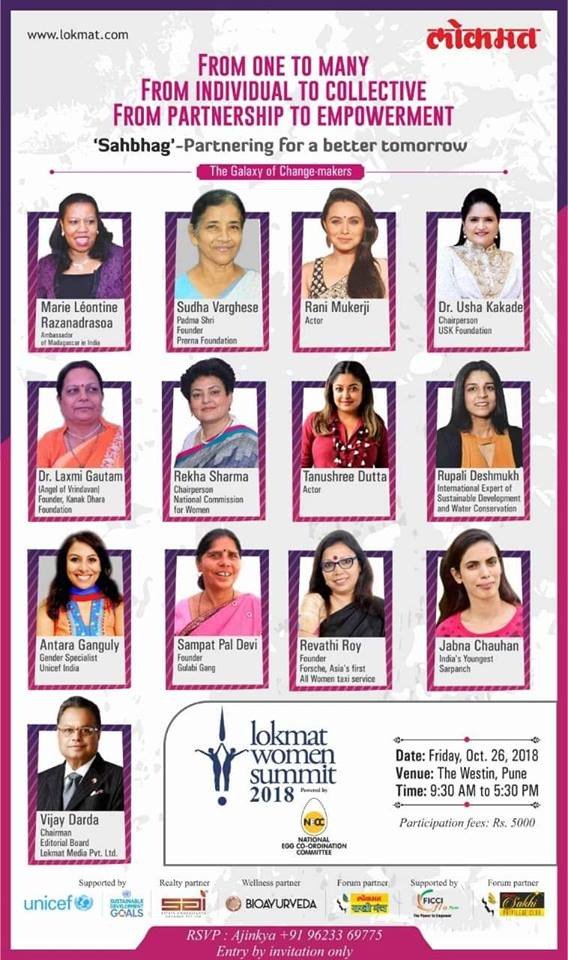 www.lokmat.com
लोकमत
FROM ONE TO MANY
FROM INDIVIDUAL TO COLLECTIVE
FROM PARTNERSHIP TO EMPOWERMENT
'Sahbhag'-Partnering for a better tomorrow
The Galaxy of Change-makers
Marie Léontine
Razanadrasoa
Ambassador
of Madagascar in India
Sudha Varghese
Padma Shri
Founder
Prerna Foundation
Rani Mukerji
Actor
Dr. Usha Kakade
Chairperson
USK Foundation
Dr. Laxmi Gautam
(Angel of Vrindavan)
Founder, Kanak Dhara
Foundation
Rekha Sharma
Chairperson
National Commission
for Women
Tanushree Dutta
Actor
Rupali Deshmukh
International Expert of
Sustainable Development
and Water Conservation
Antara Ganguly
Gender Specialist
Unicef India
Sampat Pal Devi
Founder
Gulabi Gang
Revathi Roy
Founder
Forsche, Asia's first
All Women taxi service
Jabna Chauhan
India's Youngest
Sarpanch
Vijay Darda
Chairman
Editorial Board
Lokmat Media Pvt. Ltd.
lokmat
women
summit
2018
Powered by
NECC
NATIONAL
EGG CO-ORDINATION
COMMITTEE
Date: Friday, Oct. 26, 2018
Venue: The Westin, Pune
Time: 9:30 AM to 5:30 PM
Participation fees: Rs. 5000
Supported by
unicef
SUSTAINABLE
DEVELOPMENT
GOALS
Realty partner
Wellness partner
BIOAYURVEDA
Forum partner
लोकमत
सखी मंच
Supported by
FICCI
flo
The Power to Empower
Forum partner
Sakhi
PRIVILEGE CLUB
RSVP : Ajinkya +91 96233 69775
Entry by invitation only